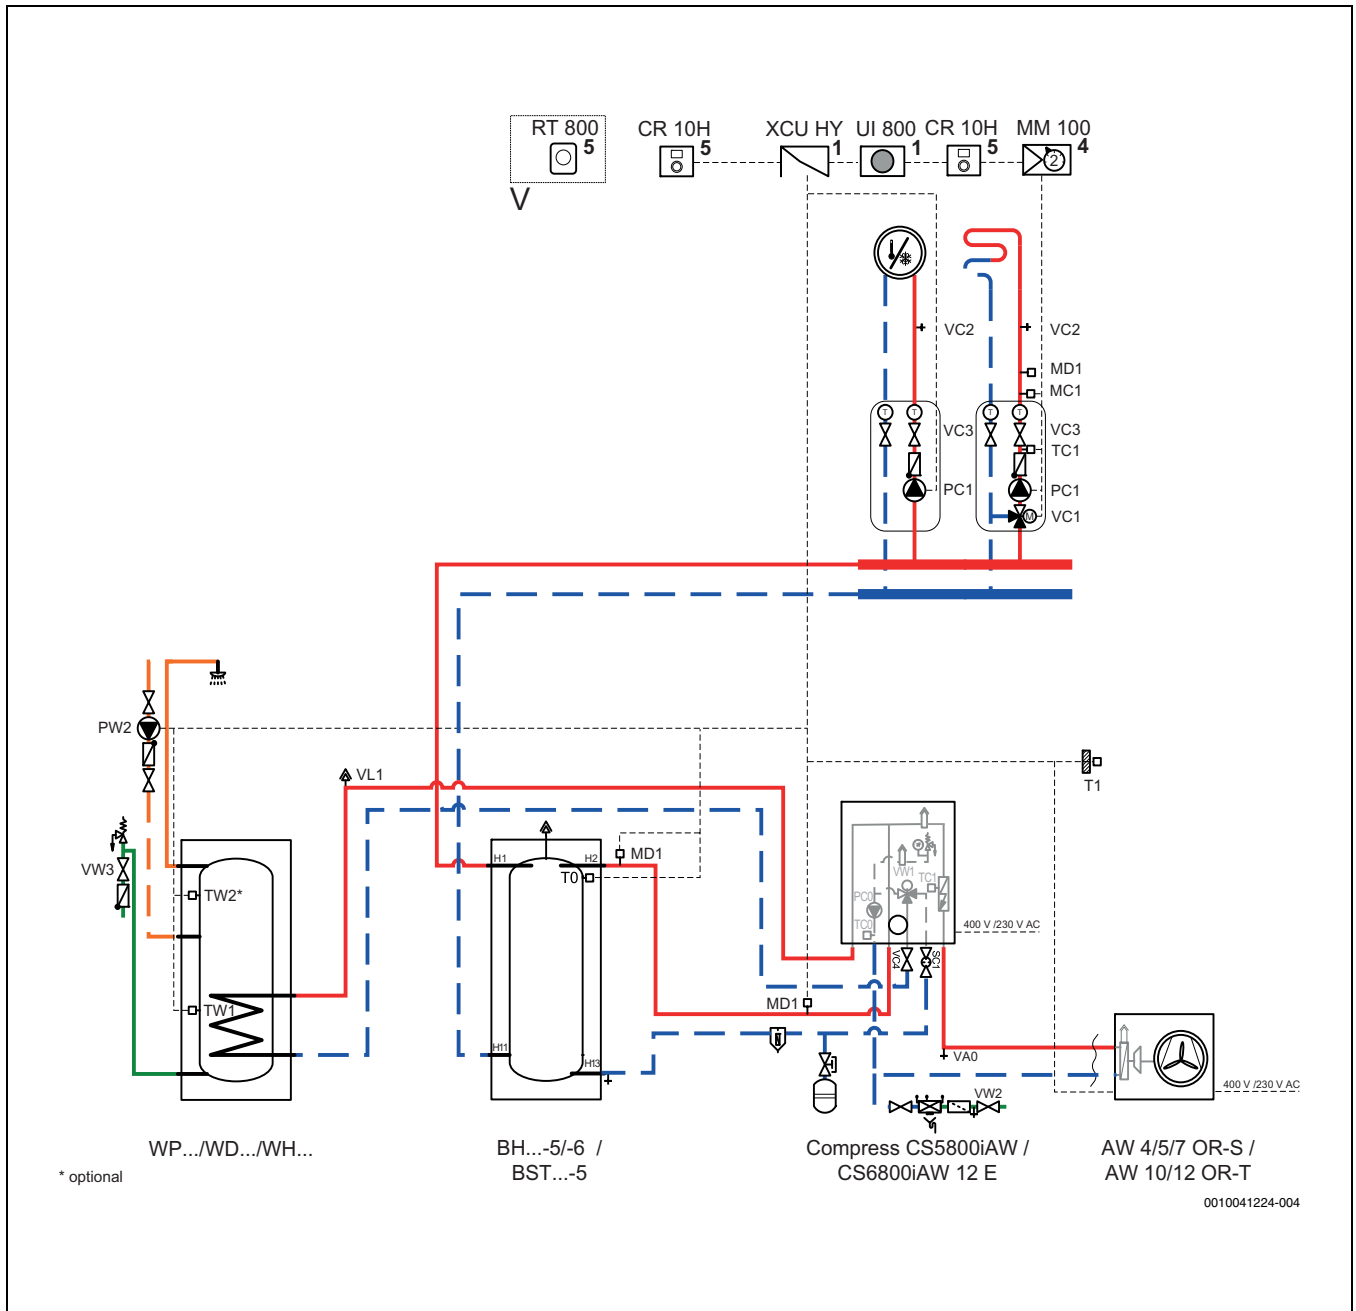 RT 800
5
V
CR 10H
5
XCU HY
1
UI 800
1
CR 10H
5
MM 100
4
2
VC2
VC2
MD1
MC1
T
T
T
T
VC3
VC3
TC1
PC1
PC1
M
VC1
PW2
VL1
T1
VW3
TW2*
TW1
H1
H2
MD1
T0
H11
H13
VW1
TC1
PC0
TC0
400 V /230 V AC
VC4
SC1
MD1
VA0
VW2
400 V /230 V AC
WP.../WD.../WH...
BH...-5/-6 /
BST...-5
Compress CS5800iAW /
CS6800iAW 12 E
AW 4/5/7 OR-S /
AW 10/12 OR-T
* optional
0010041224-004